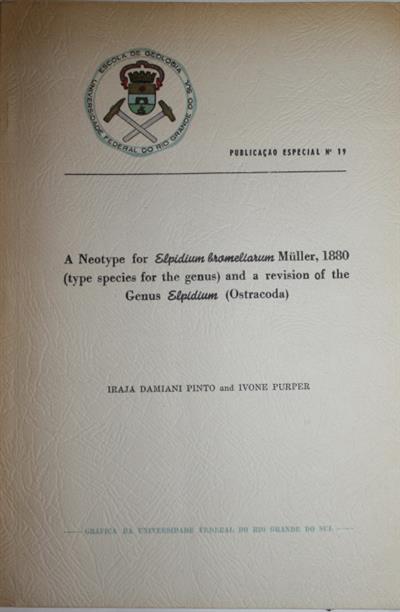 ESCOLA DE GEOLOGIA
UNIVERSIDADE FEDERAL DO RIO GRANDE DO SUL
PUBLICAÇÃO ESPECIAL Nº 19
A Neotype for Elpidium bromeliarum Müller, 1880
(type species for the genus) and a revision of the
Genus Elpidium (Ostracoda)
IRAJÁ DAMIANI PINTO and IVONE PURPER
GRÁFICA DA UNIVERSIDADE FEDERAL DO RIO GRANDE DO SUL